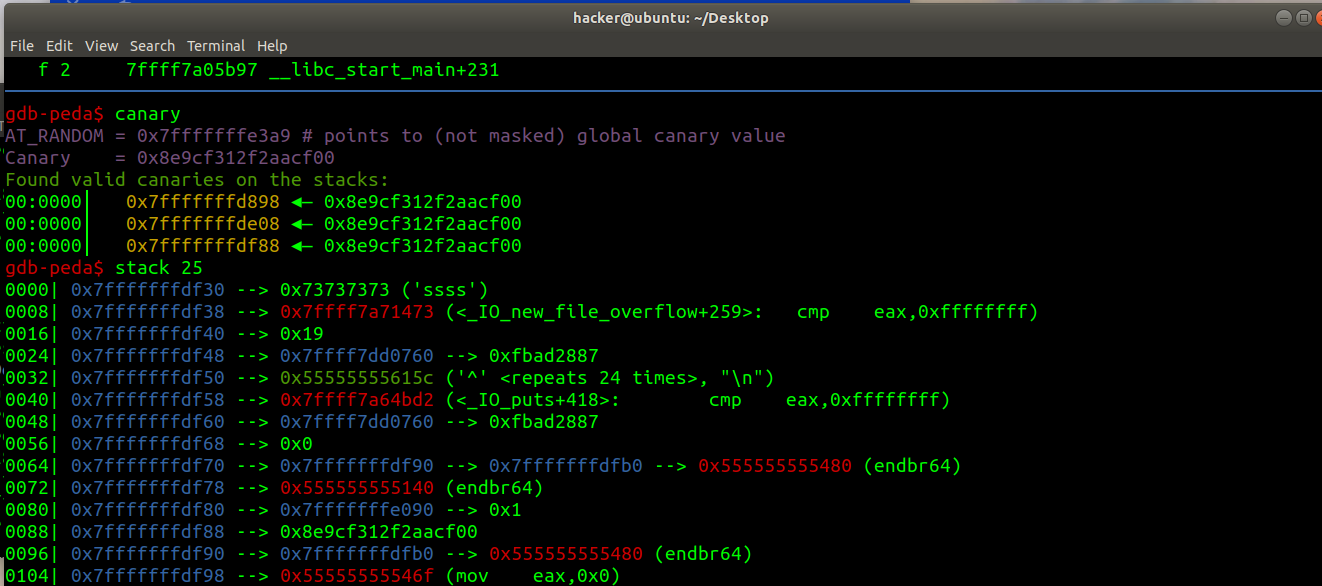 hacker@ubuntu: ~/Desktop
File Edit View Search Terminal Help
f 2 7ffff7a05b97 __libc_start_main+231
gdb-peda$ canary
AT_RANDOM = 0x7fffffffe3a9 # points to (not masked) global canary value
Canary = 0x8e9cf312f2aacf00
Found valid canaries on the stacks:
00:0000│ 0x7fffffffd898 ◂— 0x8e9cf312f2aacf00
00:0000│ 0x7fffffffde08 ◂— 0x8e9cf312f2aacf00
00:0000│ 0x7fffffffdf88 ◂— 0x8e9cf312f2aacf00
gdb-peda$ stack 25
0000| 0x7fffffffdf30 --> 0x73737373 ('ssss')
0008| 0x7fffffffdf38 --> 0x7ffff7a71473 (<_IO_new_file_overflow+259>: cmp eax,0xffffffff)
0016| 0x7fffffffdf40 --> 0x19
0024| 0x7fffffffdf48 --> 0x7ffff7dd0760 --> 0xfbad2887
0032| 0x7fffffffdf50 --> 0x55555555615c ('^' <repeats 24 times>, "\n")
0040| 0x7fffffffdf58 --> 0x7ffff7a64bd2 (<_IO_puts+418>: cmp eax,0xffffffff)
0048| 0x7fffffffdf60 --> 0x7ffff7dd0760 --> 0xfbad2887
0056| 0x7fffffffdf68 --> 0x0
0064| 0x7fffffffdf70 --> 0x7fffffffdf90 --> 0x7fffffffdfb0 --> 0x555555555480 (endbr64)
0072| 0x7fffffffdf78 --> 0x555555555140 (endbr64)
0080| 0x7fffffffdf80 --> 0x7fffffffe090 --> 0x1
0088| 0x7fffffffdf88 --> 0x8e9cf312f2aacf00
0096| 0x7fffffffdf90 --> 0x7fffffffdfb0 --> 0x555555555480 (endbr64)
0104| 0x7fffffffdf98 --> 0x55555555546f (mov eax,0x0)